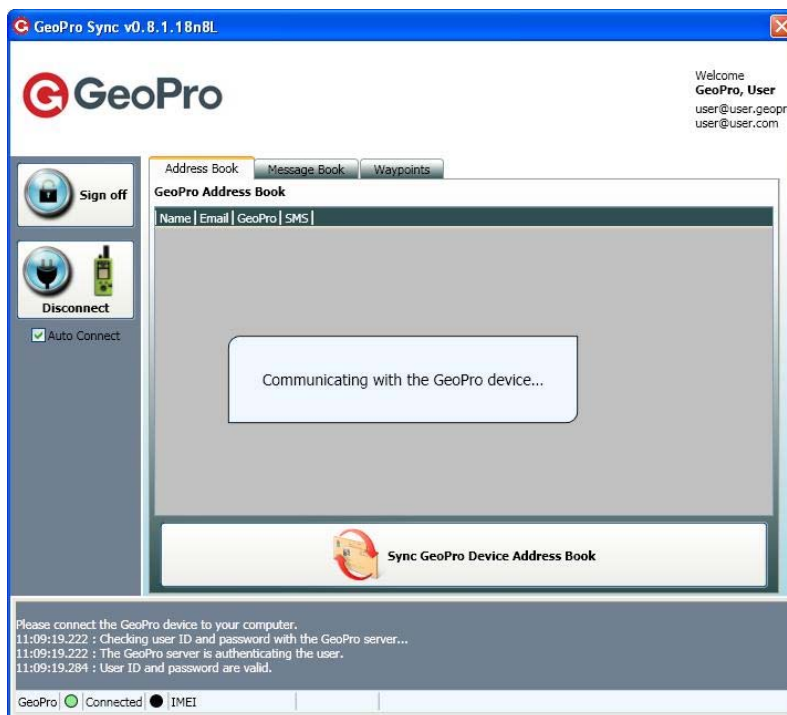 GeoPro Sync v0.8.1.18n8L
GeoPro
Welcome
GeoPro, User
user@user.geopr
user@user.com
Sign off
Disconnect
Auto Connect
Address Book Message Book Waypoints
GeoPro Address Book
Name Email GeoPro SMS
Communicating with the GeoPro device...
Sync GeoPro Device Address Book
Please connect the GeoPro device to your computer.
11:09:19.222 : Checking user ID and password with the GeoPro server...
11:09:19.222 : The GeoPro server is authenticating the user.
11:09:19.284 : User ID and password are valid.
GeoPro Connected IMEI